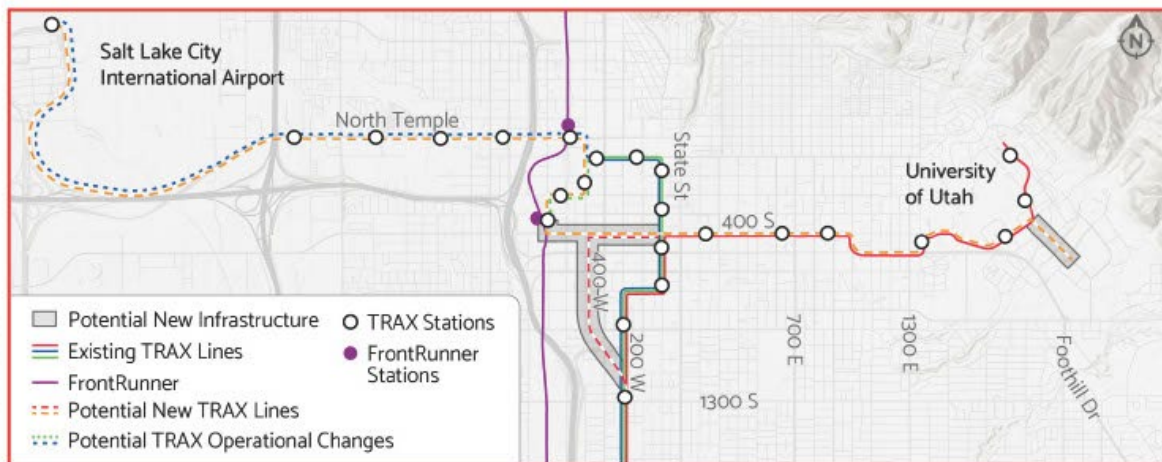 Salt Lake City
International Airport
North Temple
State St
University
of Utah
N
400 S
400 W
200 W
700 E
1300 E
Foothill Dr
1300 S
Potential New Infrastructure
Existing TRAX Lines
FrontRunner
Potential New TRAX Lines
Potential TRAX Operational Changes
TRAX Stations
FrontRunner
Stations